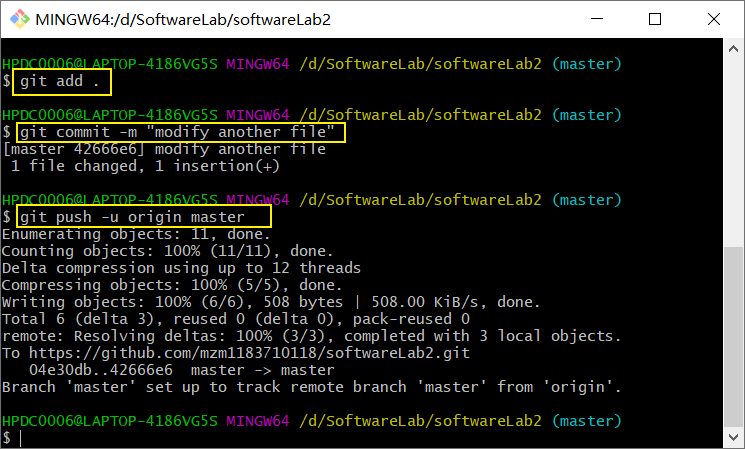 MINGW64:/d/SoftwareLab/softwareLab2
HPDC0006@LAPTOP-4186VG5S MINGW64 /d/SoftwareLab/softwareLab2 (master)
$ git add .
HPDC0006@LAPTOP-4186VG5S MINGW64 /d/SoftwareLab/softwareLab2 (master)
$ git commit -m "modify another file"
[master 42666e6] modify another file
 1 file changed, 1 insertion(+)
HPDC0006@LAPTOP-4186VG5S MINGW64 /d/SoftwareLab/softwareLab2 (master)
$ git push -u origin master
Enumerating objects: 11, done.
Counting objects: 100% (11/11), done.
Delta compression using up to 12 threads
Compressing objects: 100% (5/5), done.
Writing objects: 100% (6/6), 508 bytes | 508.00 KiB/s, done.
Total 6 (delta 3), reused 0 (delta 0), pack-reused 0
remote: Resolving deltas: 100% (3/3), completed with 3 local objects.
To https://github.com/mzm1183710118/softwareLab2.git
   04e30db..42666e6  master -> master
Branch 'master' set up to track remote branch 'master' from 'origin'.
HPDC0006@LAPTOP-4186VG5S MINGW64 /d/SoftwareLab/softwareLab2 (master)
$